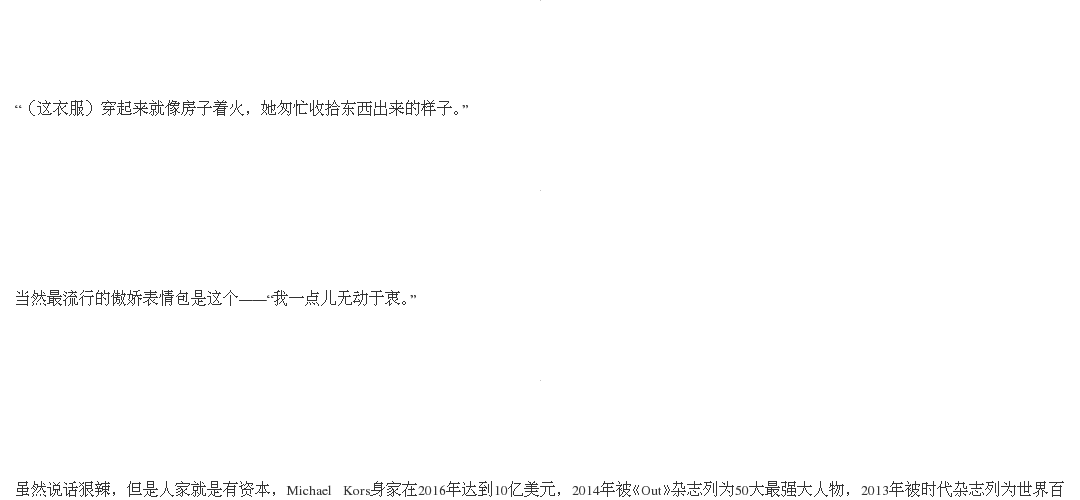 “（这衣服）穿起来就像房子着火，她匆忙收拾东西出来的样子。”
当然最流行的傲娇表情包是这个——“我一点儿无动于衷。”
虽然说话狠辣，但是人家就是有资本，Michael Kors身家在2016年达到10亿美元，2014年被《Out》杂志列为50大最强大人物，2013年被时代杂志列为世界百